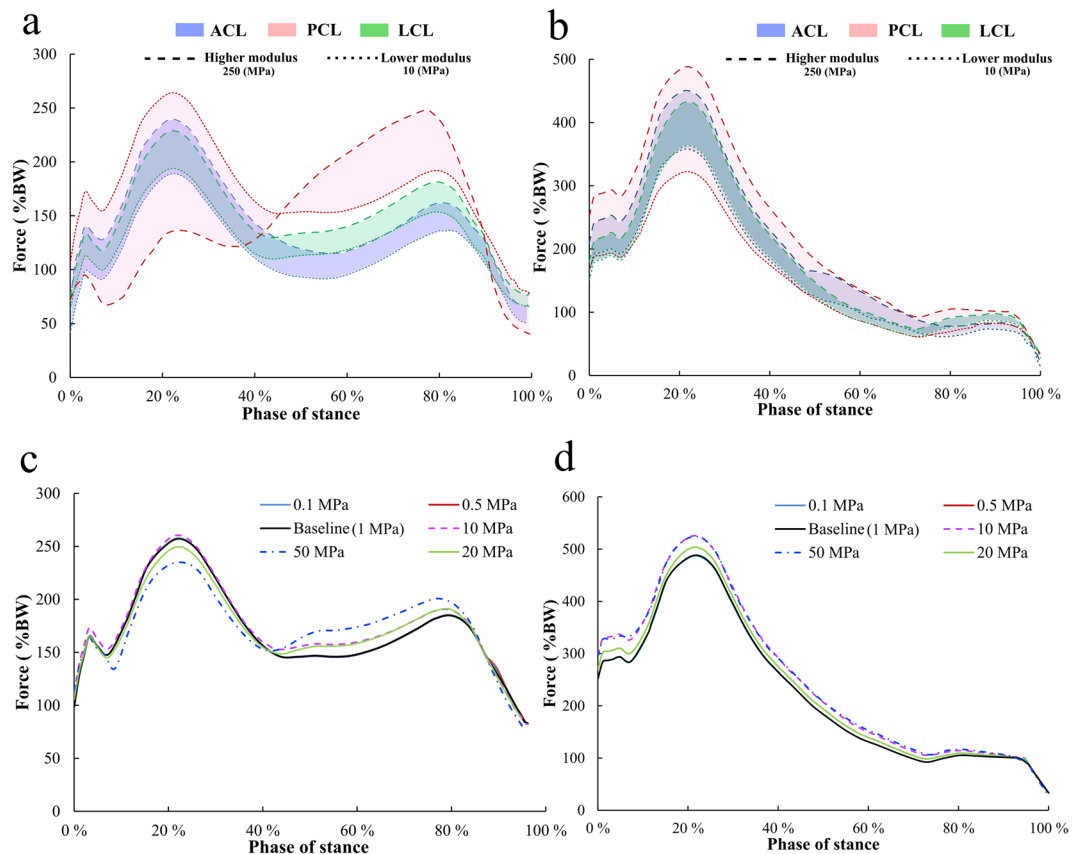 a
ACL PCL LCL
Higher modulus 250 (MPa) Lower modulus 10 (MPa)
300
250
200
150
100
50
0
Force ( %BW)
0 % 20 % 40 % 60 % 80 % 100 %
Phase of stance
b
ACL PCL LCL
Higher modulus 250 (MPa) Lower modulus 10 (MPa)
500
400
300
200
100
0
Force ( %BW)
0 % 20 % 40 % 60 % 80 % 100 %
Phase of stance
c
0.1 MPa 0.5 MPa
Baseline (1 MPa) 10 MPa
50 MPa 20 MPa
300
250
200
150
100
50
0
Force ( %BW)
0 % 20 % 40 % 60 % 80 % 100 %
Phase of stance
d
0.1 MPa 0.5 MPa
Baseline (1 MPa) 10 MPa
50 MPa 20 MPa
600
500
400
300
200
100
0
Force ( %BW)
0 % 20 % 40 % 60 % 80 % 100 %
Phase of stance